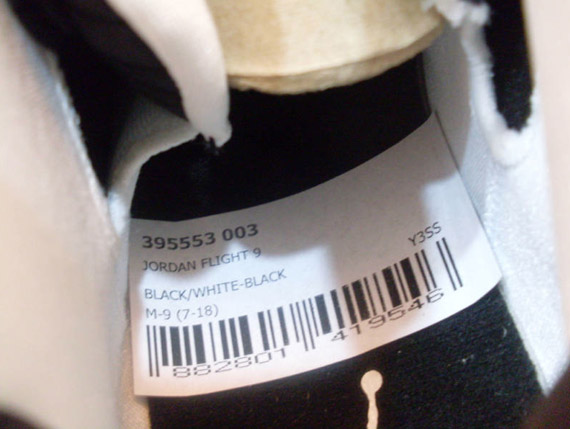 395553 003
JORDAN FLIGHT 9
Y3SS
BLACK/WHITE-BLACK
M-9 (7-18)
882801 419546